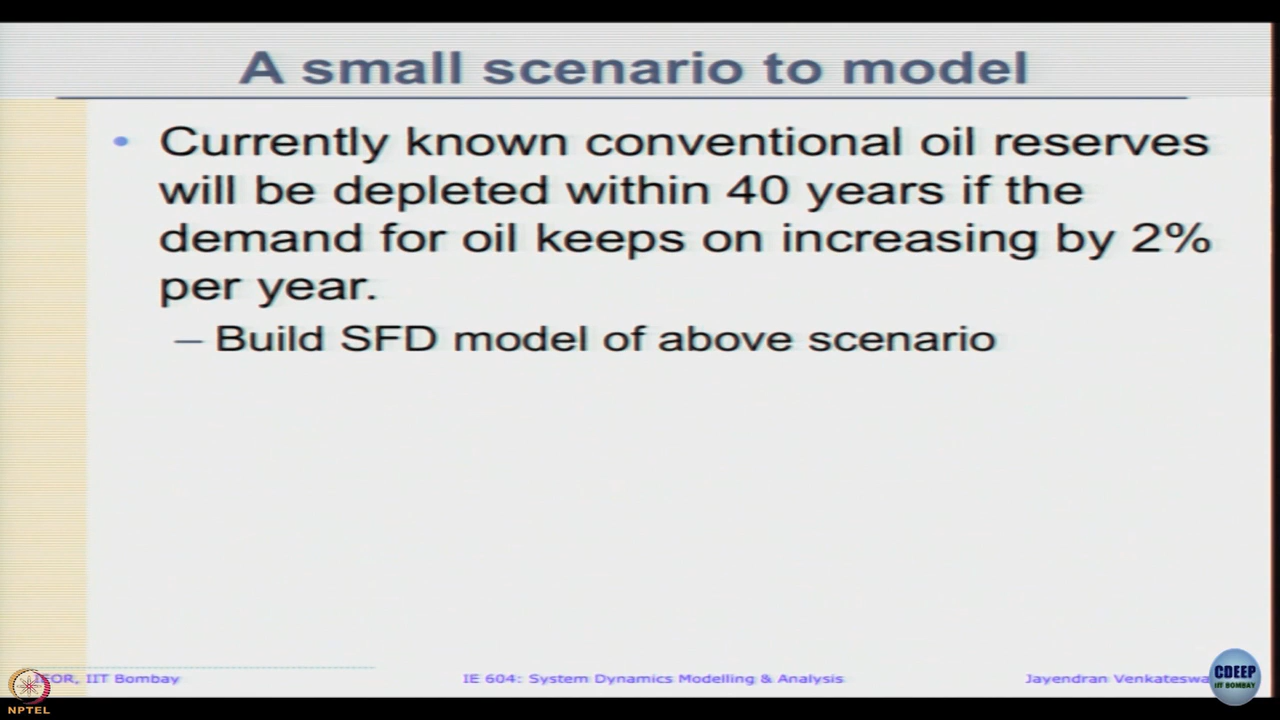 A small scenario to model
• Currently known conventional oil reserves
will be depleted within 40 years if the
demand for oil keeps on increasing by 2%
per year.
– Build SFD model of above scenario
IEOR, IIT Bombay
IE 604: System Dynamics Modelling & Analysis
Jayendran Venkateswa
CDEEP
IIT BOMBAY
NPTEL